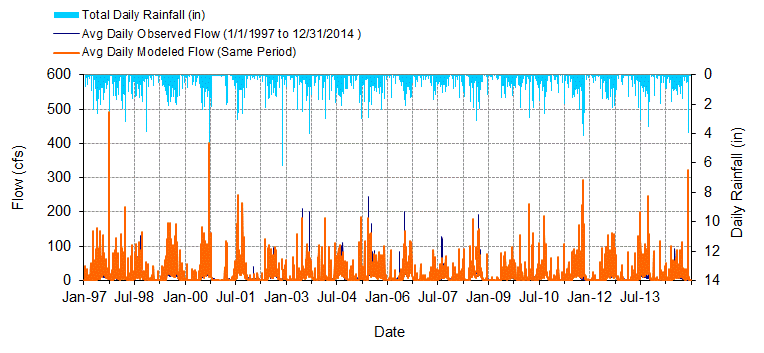 Total Daily Rainfall (in)
Avg Daily Observed Flow (1/1/1997 to 12/31/2014 )
Avg Daily Modeled Flow (Same Period)
600
500
400
300
200
100
0
Flow (cfs)
0
2
4
6
8
10
12
14
Daily Rainfall (in)
Jan-97 Jul-98 Jan-00 Jul-01 Jan-03 Jul-04 Jan-06 Jul-07 Jan-09 Jul-10 Jan-12 Jul-13
Date